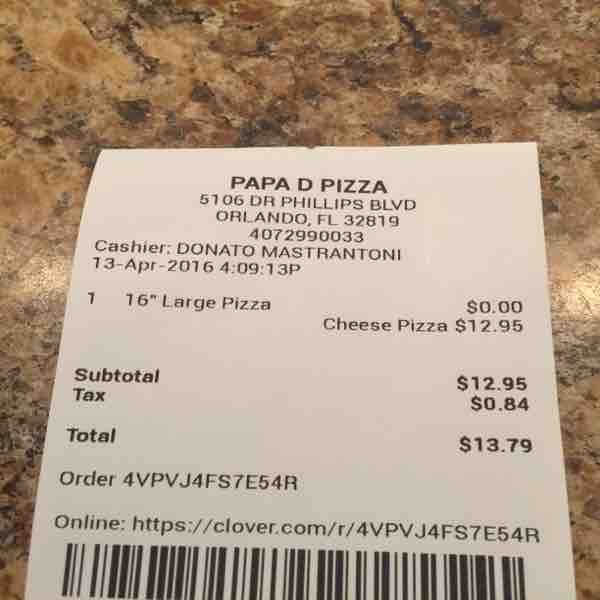 PAPA D PIZZA
5106 DR PHILLIPS BLVD
ORLANDO, FL 32819
4072990033
Cashier: DONATO MASTRANTONI
13-Apr-2016 4:09:13P
1 16" Large Pizza $0.00
Cheese Pizza $12.95
Subtotal $12.95
Tax $0.84
Total $13.79
Order 4VPVJ4FS7E54R
Online: https://clover.com/r/4VPVJ4FS7E54R